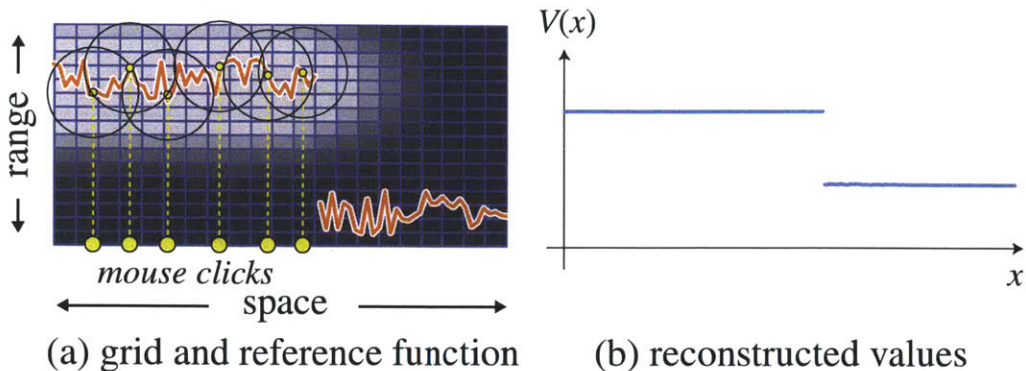 range
mouse clicks
space
(a) grid and reference function
V(x)
x
(b) reconstructed values